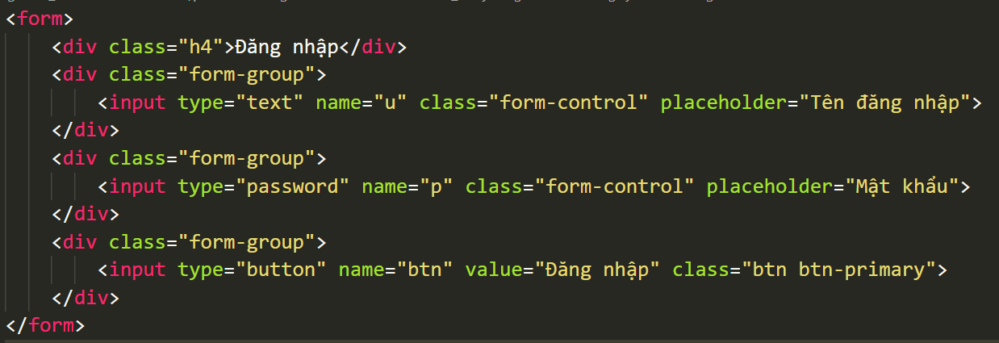 <form>
<div class="h4">Đăng nhập</div>
<div class="form-group">
<input type="text" name="u" class="form-control" placeholder="Tên đăng nhập">
</div>
<div class="form-group">
<input type="password" name="p" class="form-control" placeholder="Mật khẩu">
</div>
<div class="form-group">
<input type="button" name="btn" value="Đăng nhập" class="btn btn-primary">
</div>
</form>